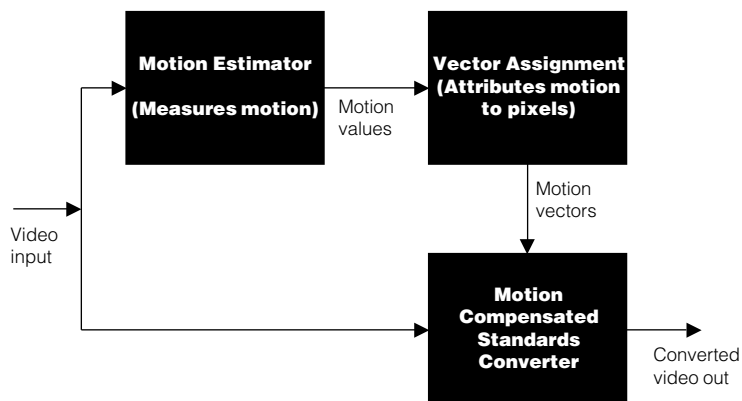 Motion Estimator
(Measures motion)
Motion
values
Vector Assignment
(Attributes motion
to pixels)
Motion
vectors
Video
input
Motion
Compensated
Standards
Converter
Converted
video out